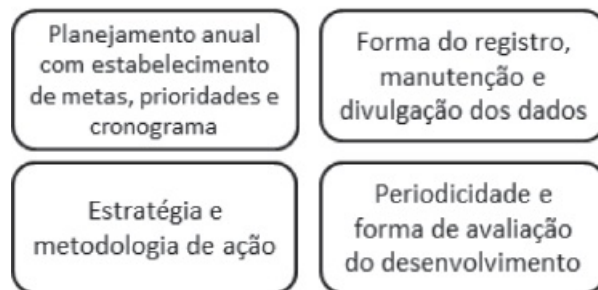 Planejamento anual
com estabelecimento
de metas, prioridades e
cronograma
Forma do registro,
manutenção e
divulgação dos dados
Estratégia e
metodologia de ação
Periodicidade e
forma de avaliação
do desenvolvimento